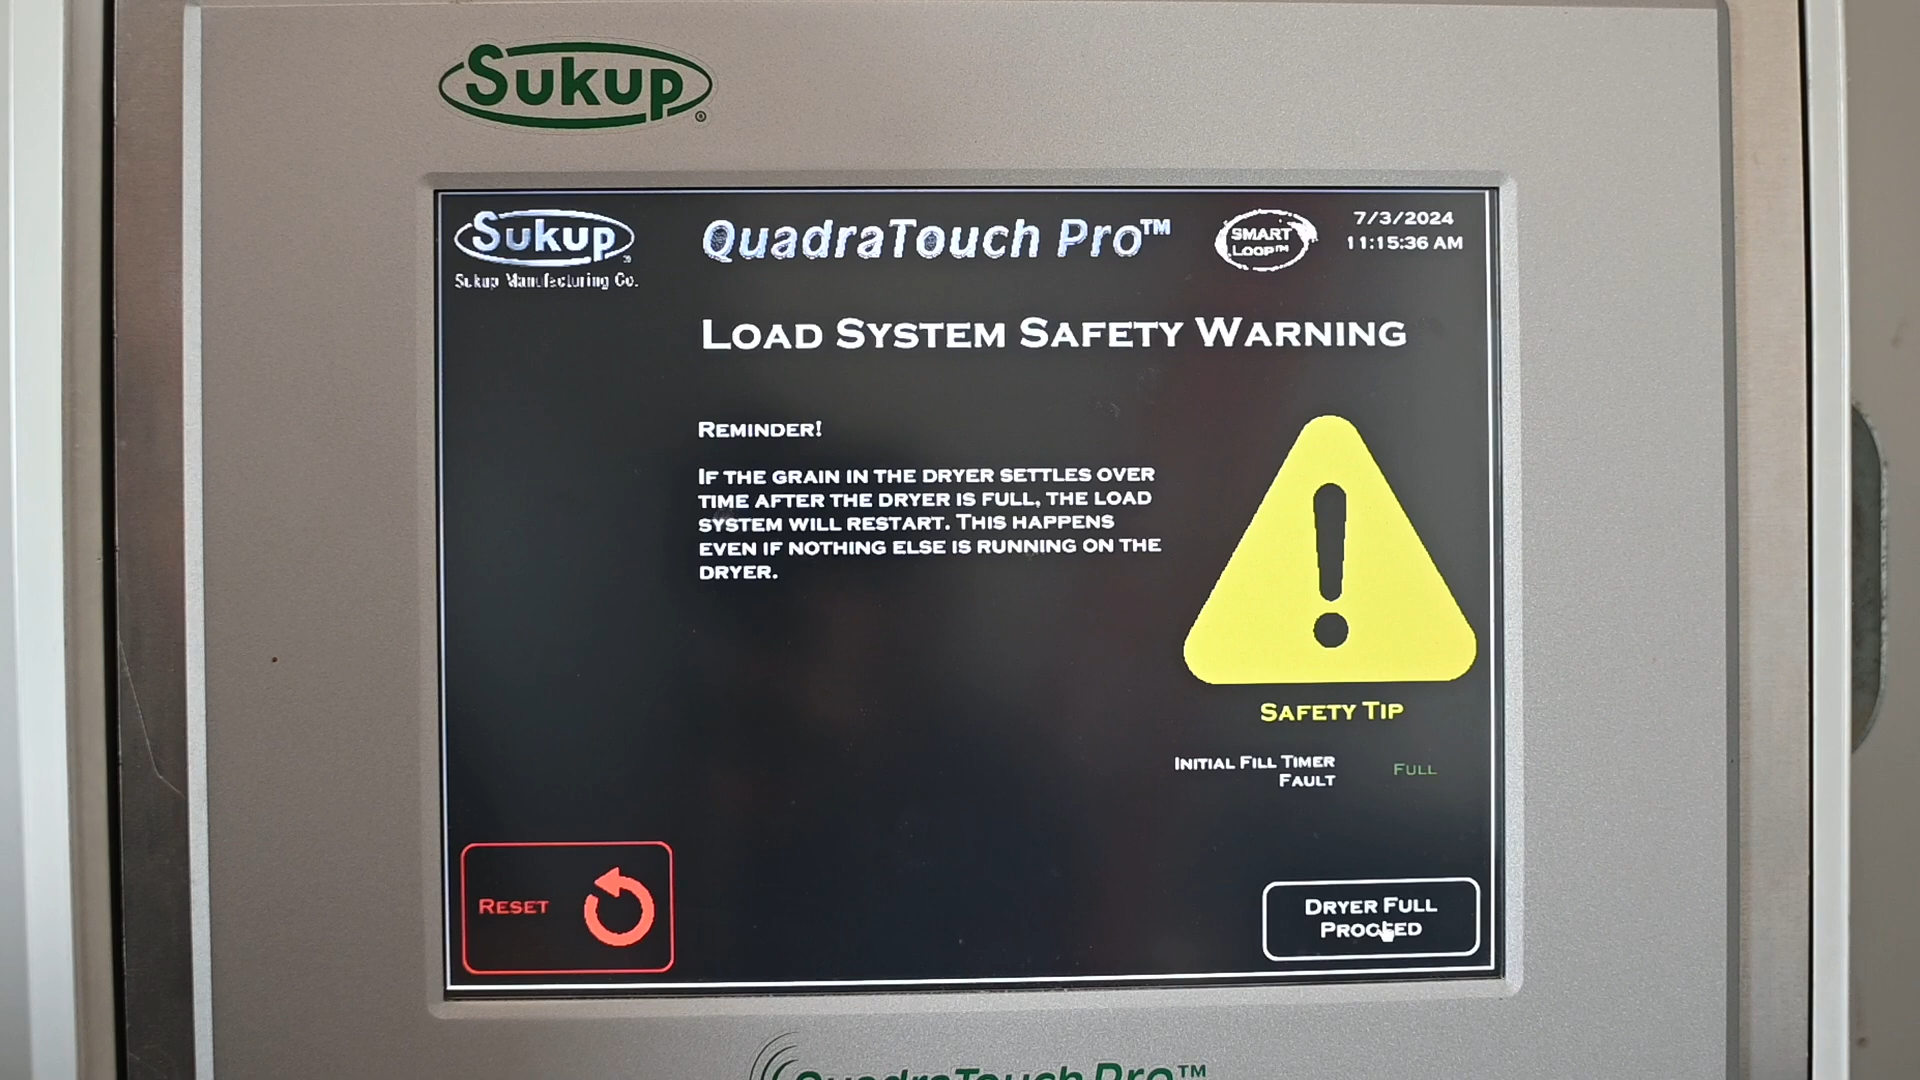 Sukup®
Sukup
Sukup Manufacturing Co.
QuadraTouch Pro™
SMART
LOOP™
7/3/2024
11:15:36 AM
LOAD SYSTEM SAFETY WARNING
REMINDER!
IF THE GRAIN IN THE DRYER SETTLES OVER
TIME AFTER THE DRYER IS FULL, THE LOAD
SYSTEM WILL RESTART. THIS HAPPENS
EVEN IF NOTHING ELSE IS RUNNING ON THE
DRYER.
SAFETY TIP
INITIAL FILL TIMER
FAULT
FULL
RESET
DRYER FULL
PROCEED
QuadraTouch Pro™